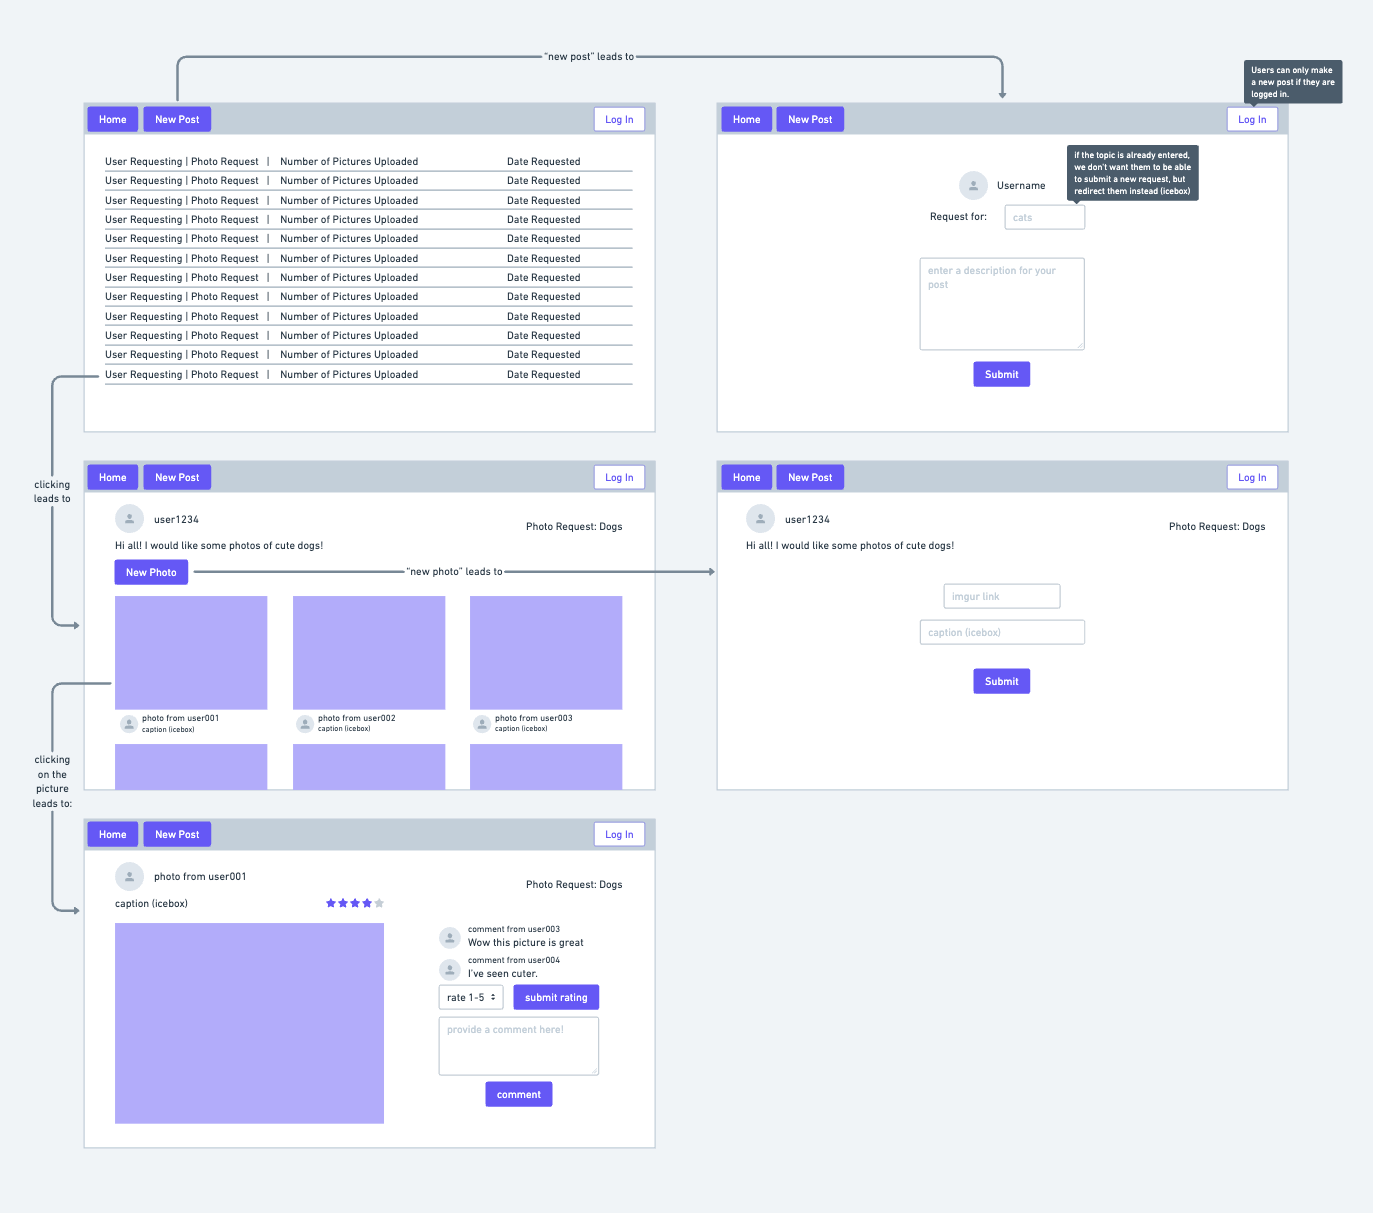 "new post" leads to
Users can only make
a new post if they are
logged in.
Home New Post Log In
User Requesting | Photo Request | Number of Pictures Uploaded Date Requested
User Requesting | Photo Request | Number of Pictures Uploaded Date Requested
User Requesting | Photo Request | Number of Pictures Uploaded Date Requested
User Requesting | Photo Request | Number of Pictures Uploaded Date Requested
User Requesting | Photo Request | Number of Pictures Uploaded Date Requested
User Requesting | Photo Request | Number of Pictures Uploaded Date Requested
User Requesting | Photo Request | Number of Pictures Uploaded Date Requested
User Requesting | Photo Request | Number of Pictures Uploaded Date Requested
User Requesting | Photo Request | Number of Pictures Uploaded Date Requested
User Requesting | Photo Request | Number of Pictures Uploaded Date Requested
User Requesting | Photo Request | Number of Pictures Uploaded Date Requested
User Requesting | Photo Request | Number of Pictures Uploaded Date Requested
Home New Post Log In
if the topic is already entered,
we don't want them to be able
to submit a new request, but
redirect them instead (icebox)
Username
Request for: cats
enter a description for your
post
Submit
clicking
leads to
Home New Post Log In
user1234
Photo Request: Dogs
Hi all! I would like some photos of cute dogs!
New Photo
"new photo" leads to
photo from user001
caption (icebox)
photo from user002
caption (icebox)
photo from user003
caption (icebox)
Home New Post Log In
user1234
Photo Request: Dogs
Hi all! I would like some photos of cute dogs!
imgur link
caption (icebox)
Submit
clicking
on the
picture
leads to:
Home New Post Log In
photo from user001
Photo Request: Dogs
caption (icebox)
comment from user003
Wow this picture is great
comment from user004
I've seen cuter.
rate 1-5 submit rating
provide a comment here!
comment